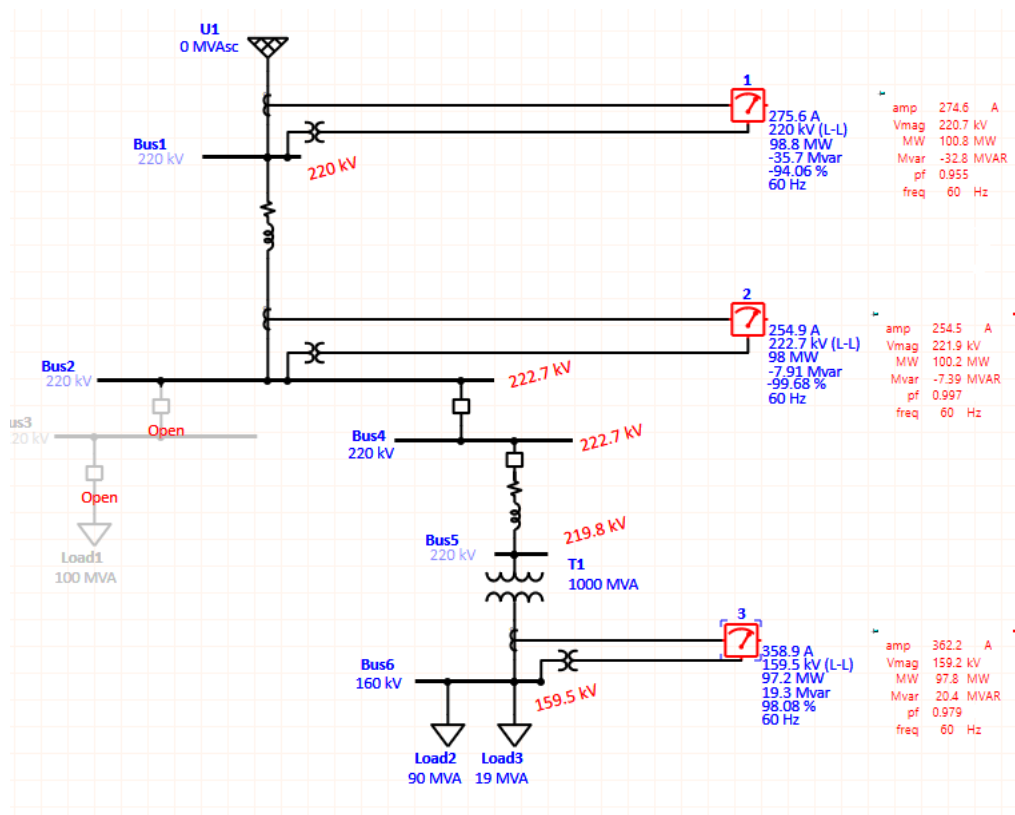 U1
0 MVAsc
1
275.6 A
220 kV (L-L)
98.8 MW
-35.7 Mvar
-94.06 %
60 Hz
amp 274.6 A
Vmag 220.7 kV
MW 100.8 MW
Mvar -32.8 MVAR
pf 0.955
freq 60 Hz
Bus1
220 kV
220 kV
2
254.9 A
222.7 kV (L-L)
98 MW
-7.91 Mvar
-99.68 %
60 Hz
amp 254.5 A
Vmag 221.9 kV
MW 100.2 MW
Mvar -7.39 MVAR
pf 0.997
freq 60 Hz
Bus2
220 kV
222.7 kV
us3
20 kV
Open
Bus4
220 kV
222.7 kV
Open
Load1
100 MVA
Bus5
220 kV
219.8 kV
T1
1000 MVA
3
358.9 A
159.5 kV (L-L)
97.2 MW
19.3 Mvar
98.08 %
60 Hz
amp 362.2 A
Vmag 159.2 kV
MW 97.8 MW
Mvar 20.4 MVAR
pf 0.979
freq 60 Hz
Bus6
160 kV
159.5 kV
Load2
90 MVA
Load3
19 MVA